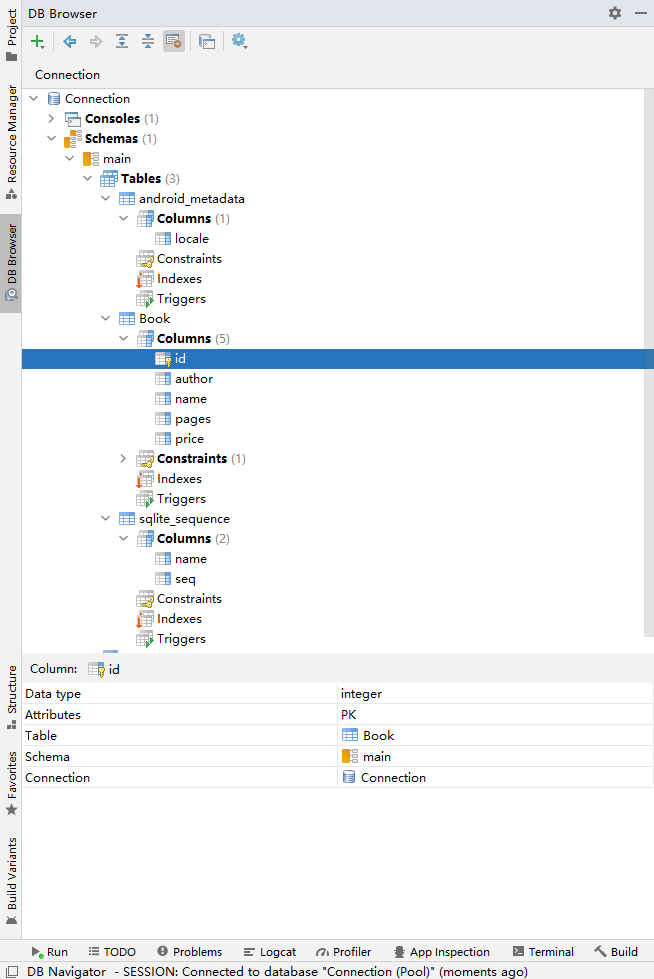 DB Browser
Connection
Connection
Consoles (1)
Schemas (1)
main
Tables (3)
android_metadata
Columns (1)
locale
Constraints
Indexes
Triggers
Book
Columns (5)
id
author
name
pages
price
Constraints (1)
Indexes
Triggers
sqlite_sequence
Columns (2)
name
seq
Constraints
Indexes
Triggers
Column: id
Data type integer
Attributes PK
Table Book
Schema main
Connection Connection
Project
Resource Manager
DB Browser
Structure
Favorites
Build Variants
Run TODO Problems Logcat Profiler App Inspection Terminal Build
DB Navigator - SESSION: Connected to database "Connection (Pool)" (moments ago)